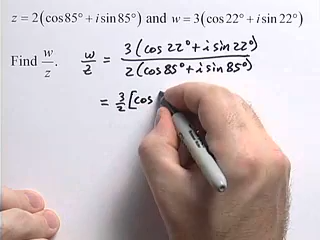 z = 2(cos 85° + i sin 85°) and w = 3(cos 22° + i sin 22°)
Find w/z. w/z = 3(cos 22° + i sin 22°) / 2(cos 85° + i sin 85°)
= 3/2 [cos